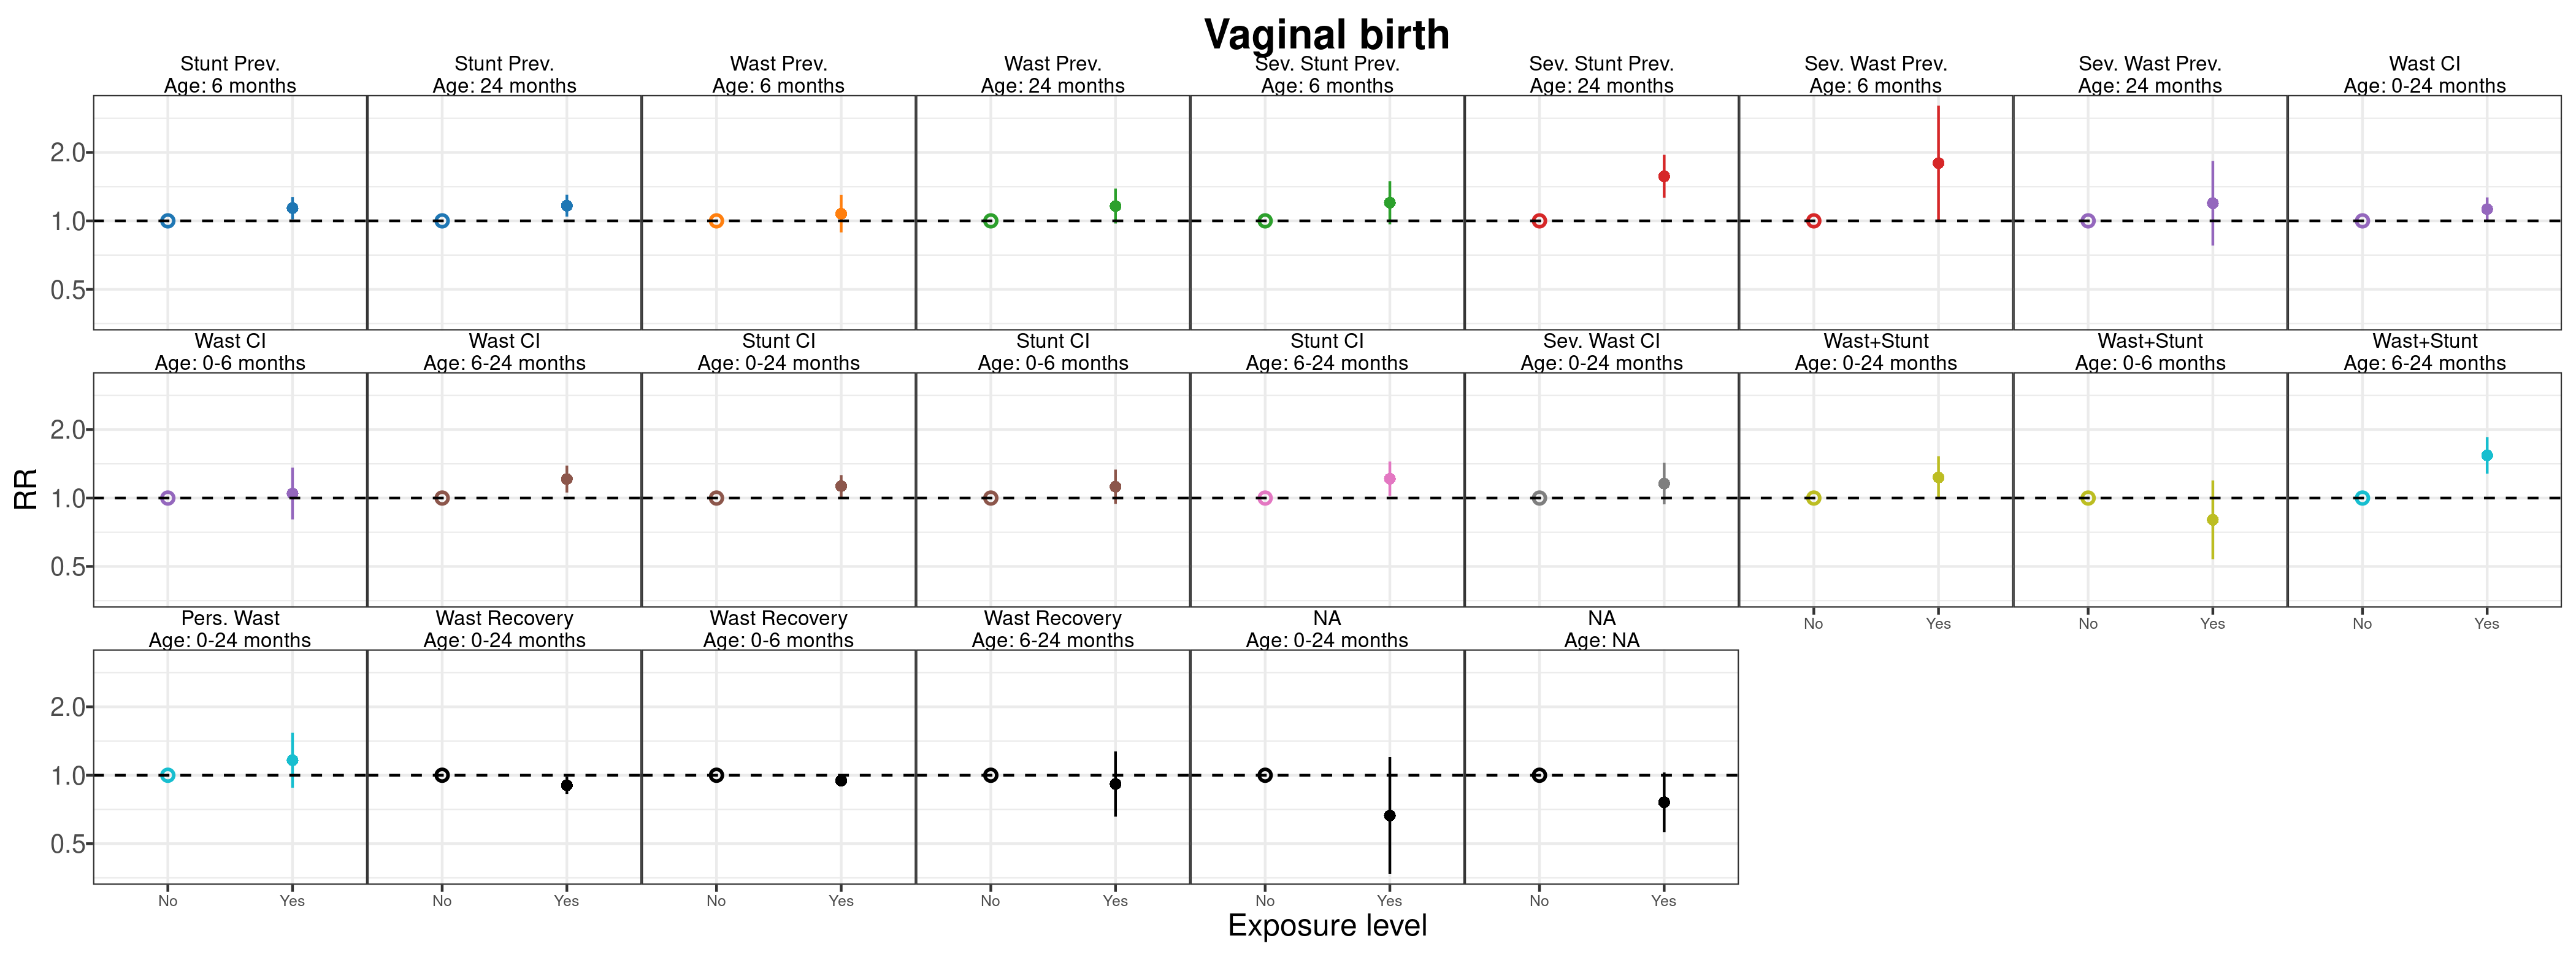 Vaginal birth
Stunt Prev.
Age: 6 months
Stunt Prev.
Age: 24 months
Wast Prev.
Age: 6 months
Wast Prev.
Age: 24 months
Sev. Stunt Prev.
Age: 6 months
Sev. Stunt Prev.
Age: 24 months
Sev. Wast Prev.
Age: 6 months
Sev. Wast Prev.
Age: 24 months
Wast CI
Age: 0-24 months
2.0
1.0
0.5
Wast CI
Age: 0-6 months
Wast CI
Age: 6-24 months
Stunt CI
Age: 0-24 months
Stunt CI
Age: 0-6 months
Stunt CI
Age: 6-24 months
Sev. Wast CI
Age: 0-24 months
Wast+Stunt
Age: 0-24 months
Wast+Stunt
Age: 0-6 months
Wast+Stunt
Age: 6-24 months
RR
2.0
1.0
0.5
No Yes
No Yes
No Yes
Pers. Wast
Age: 0-24 months
Wast Recovery
Age: 0-24 months
Wast Recovery
Age: 0-6 months
Wast Recovery
Age: 6-24 months
NA
Age: 0-24 months
NA
Age: NA
2.0
1.0
0.5
No Yes
No Yes
No Yes
No Yes
No Yes
No Yes
Exposure level